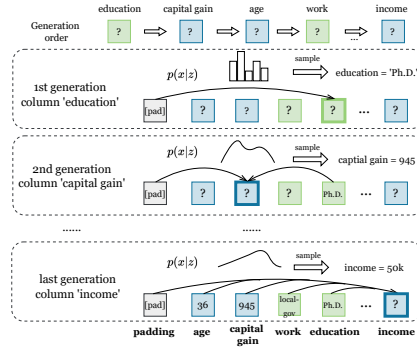 education capital gain age work income
Generation order ? ? ? ? ... ?
1st generation column 'education'
p(x|z) sample education = 'Ph.D.'
[pad] ? ? ? ? ... ?
2nd generation column 'capital gain'
p(x|z) sample captial gain = 945
[pad] ? ? ? Ph.D. ... ?
...... ......
last generation column 'income'
p(x|z) sample income = 50k
[pad] 36 945 local-gov Ph.D. ... ?
padding age capital gain work education income